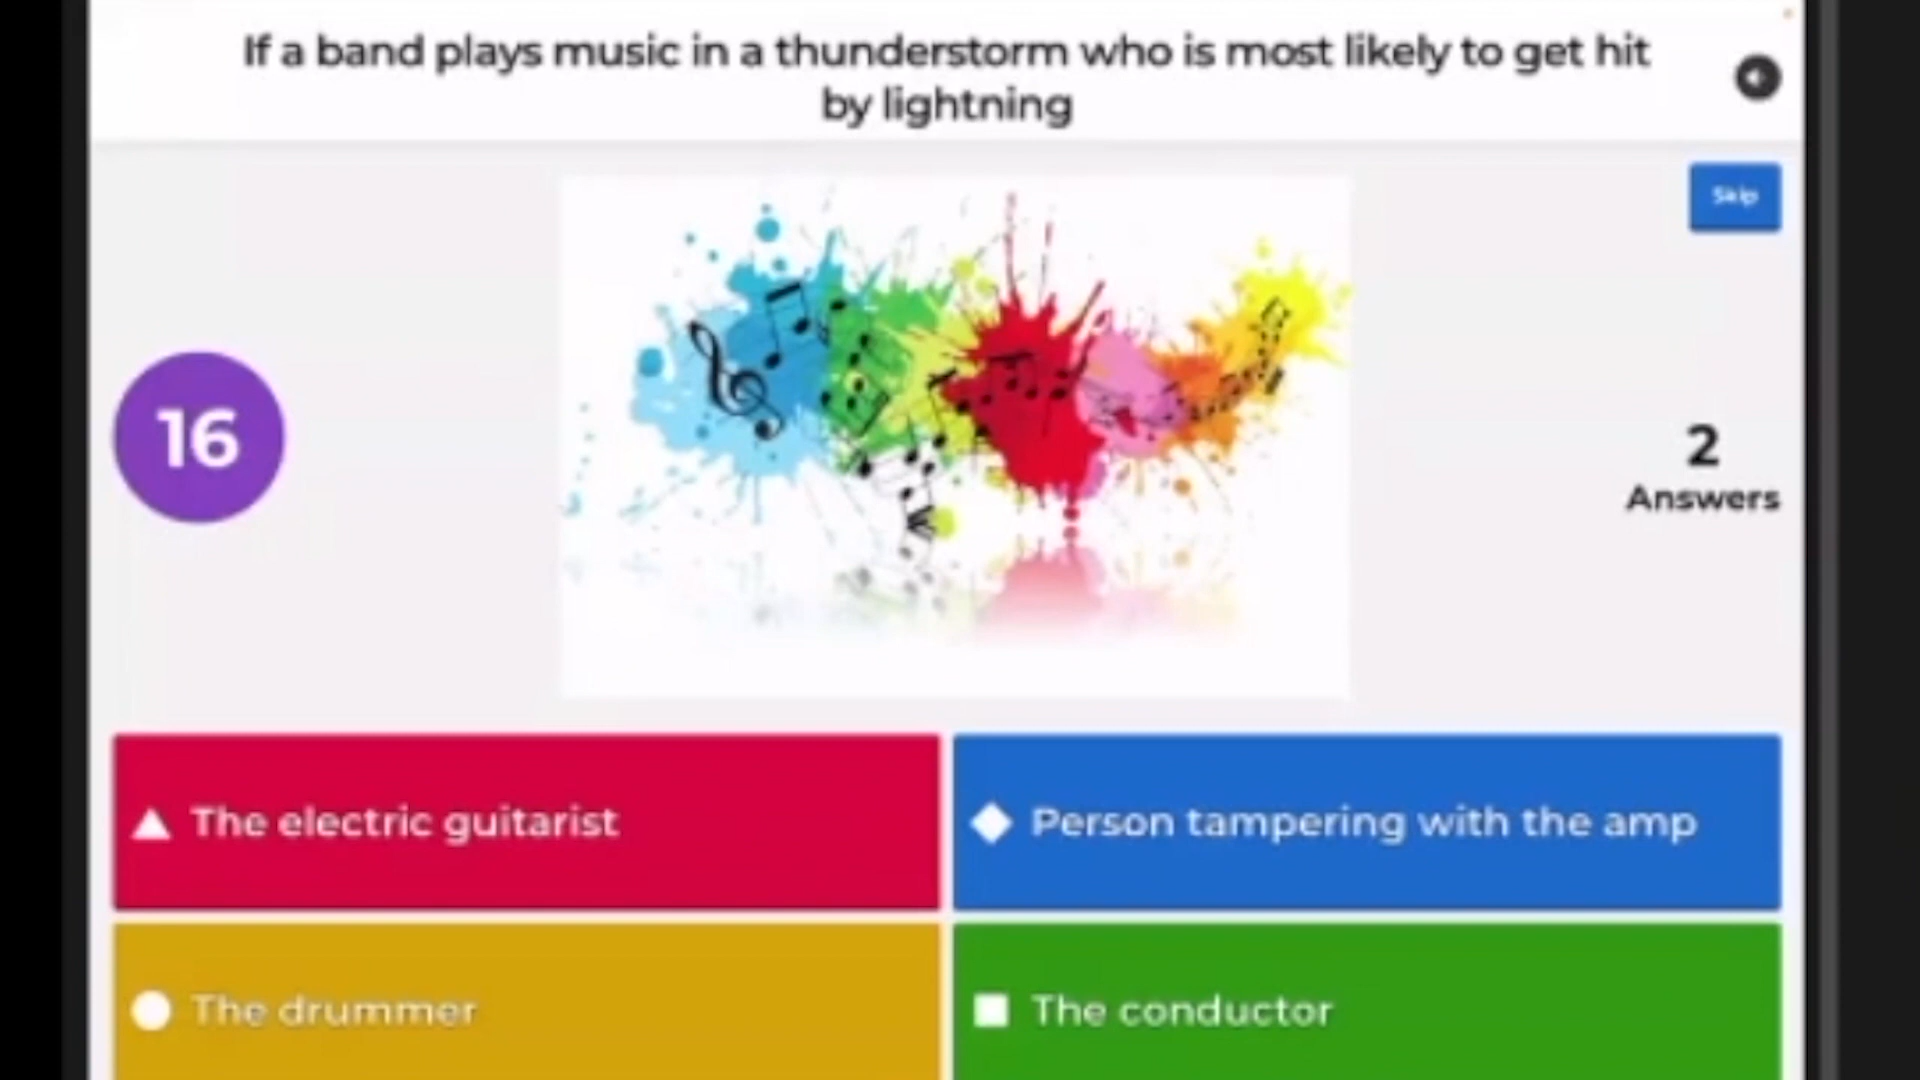 If a band plays music in a thunderstorm who is most likely to get hit
by lightning
Skip
16
2
Answers
The electric guitarist
Person tampering with the amp
The drummer
The conductor